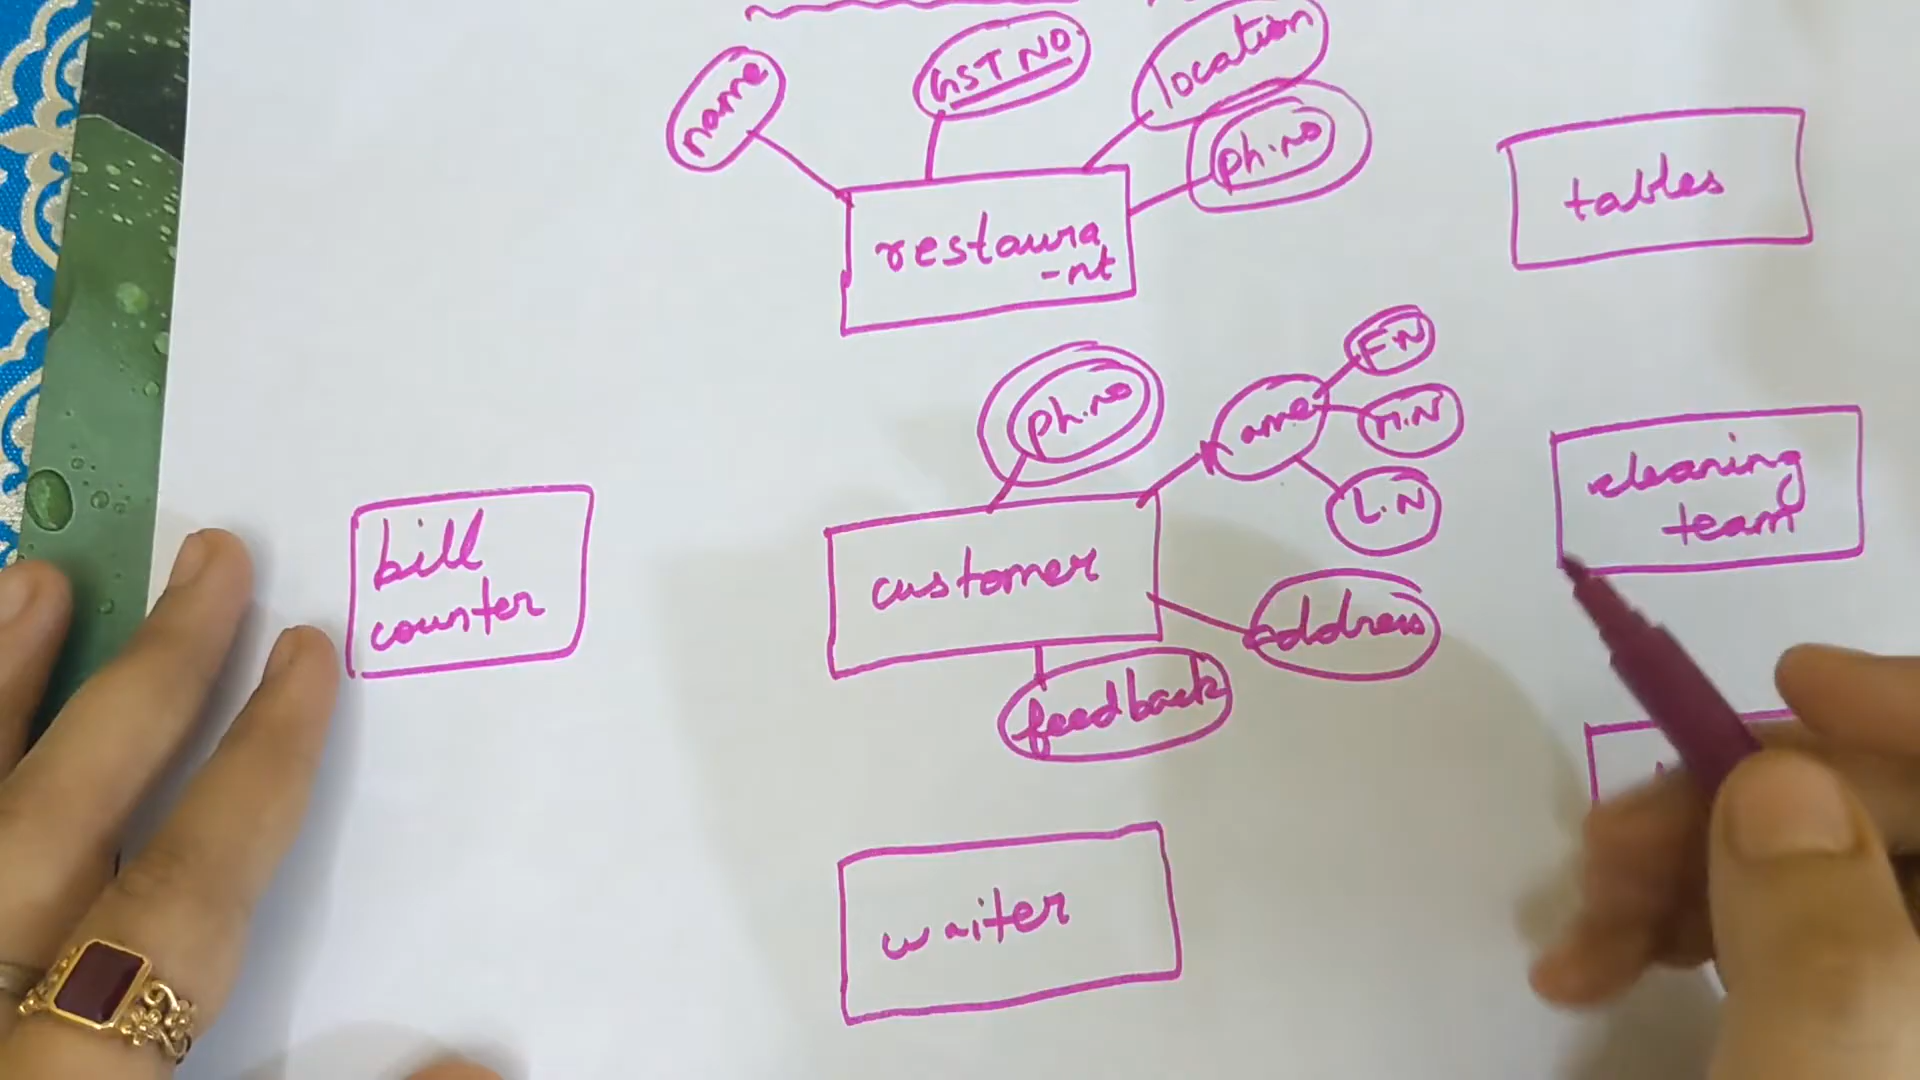 name
GST NO
location
ph.no
restaura
-nt
tables
ph.no
name
F.N
M.N
L.N
cleaning
team
bill
counter
customer
address
feedback
waiter